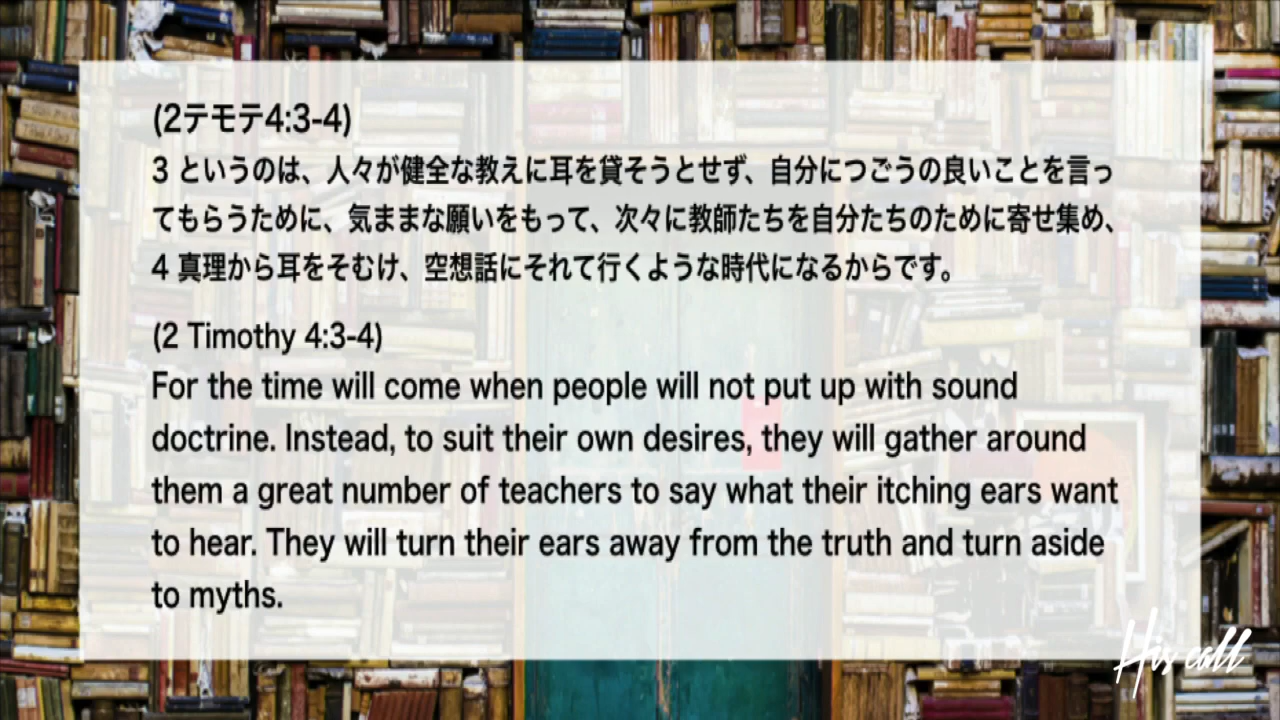 (2テモテ4:3-4)
3 というのは、人々が健全な教えに耳を貸そうとせず、自分につごうの良いことを言っ
てもらうために、気ままな願いをもって、次々に教師たちを自分たちのために寄せ集め、
4 真理から耳をそむけ、空想話にそれて行くような時代になるからです。
(2 Timothy 4:3-4)
For the time will come when people will not put up with sound
doctrine. Instead, to suit their own desires, they will gather around
them a great number of teachers to say what their itching ears want
to hear. They will turn their ears away from the truth and turn aside
to myths.
His call